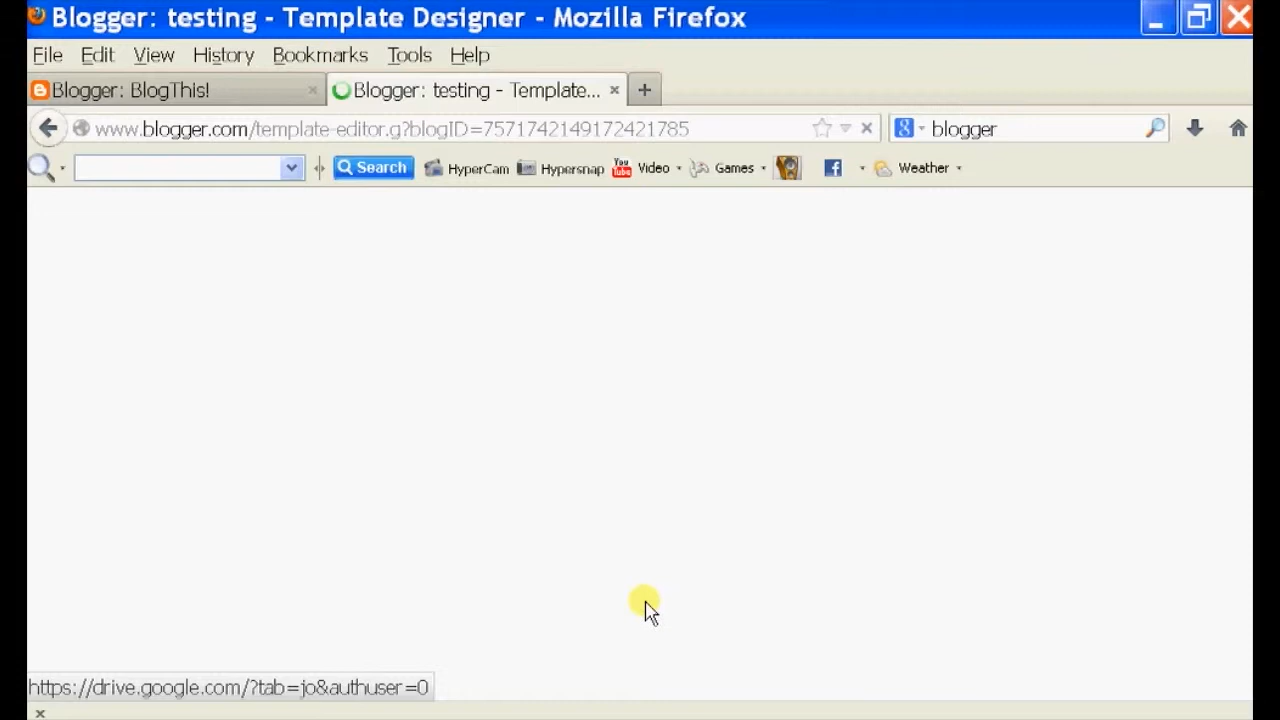 Blogger: testing - Template Designer - Mozilla Firefox
File Edit View History Bookmarks Tools Help
Blogger: BlogThis! Blogger: testing - Template...
www.blogger.com/template-editor.g?blogID=7571742149172421785 blogger
Search HyperCam Hypersnap You Tube Video Games Weather
https://drive.google.com/?tab=jo&authuser=0